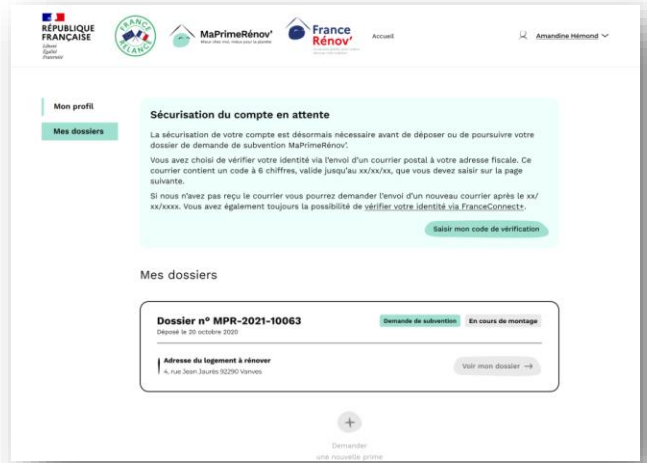 RÉPUBLIQUE
FRANÇAISE
Liberté
Égalité
Fraternité
FRANCE
RELANCE
MaPrimeRénov'
Mieux chez moi, mieux pour la planète
France
Rénov'
Accueil
Amandine Hémond
Mon profil
Mes dossiers
Sécurisation du compte en attente
La sécurisation de votre compte est désormais nécessaire avant de déposer ou de poursuivre votre
dossier de demande de subvention MaPrimeRénov'.
Vous avez choisi de vérifier votre identité via l'envoi d'un courrier postal à votre adresse fiscale. Ce
courrier contient un code à 6 chiffres, valide jusqu'au xx/xx/xx, que vous devez saisir sur la page
suivante.
Si nous n'avez pas reçu le courrier vous pourrez demander l'envoi d'un nouveau courrier après le xx/
xx/xxxx. Vous avez également toujours la possibilité de vérifier votre identité via FranceConnect+.
Saisir mon code de vérification
Mes dossiers
Dossier n° MPR-2021-10063
Demande de subvention
En cours de montage
Déposé le 20 octobre 2020
Adresse du logement à rénover
4, rue Jean Jaurès 92290 Vanves
Voir mon dossier →
+
Demander
une nouvelle prime